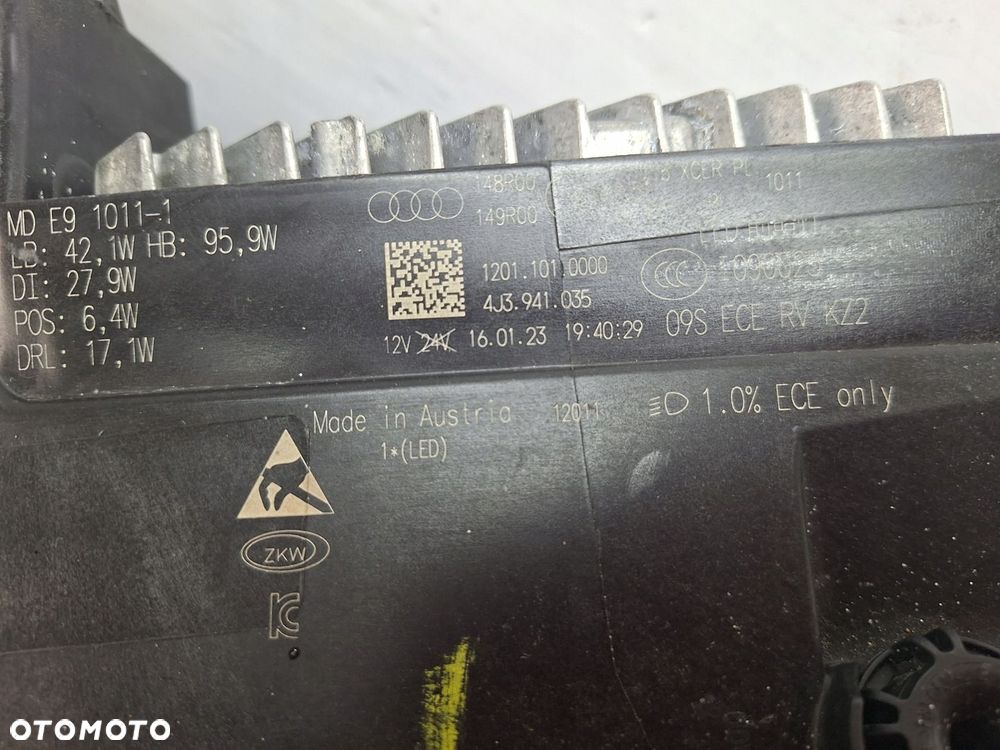 MD E9 1011-1
LB: 42,1W HB: 95,9W
DI: 27,9W
POS: 6,4W
DRL: 17,1W
148R00
149R00
XCER
1011
1201.101.0000
4J3.941.035
12V 24V 16.01.23 19:40:29
CCC
09S ECE RV KZ2
Made in Austria 12011
1*(LED)
1.0% ECE only
ZKW
OTOMOTO